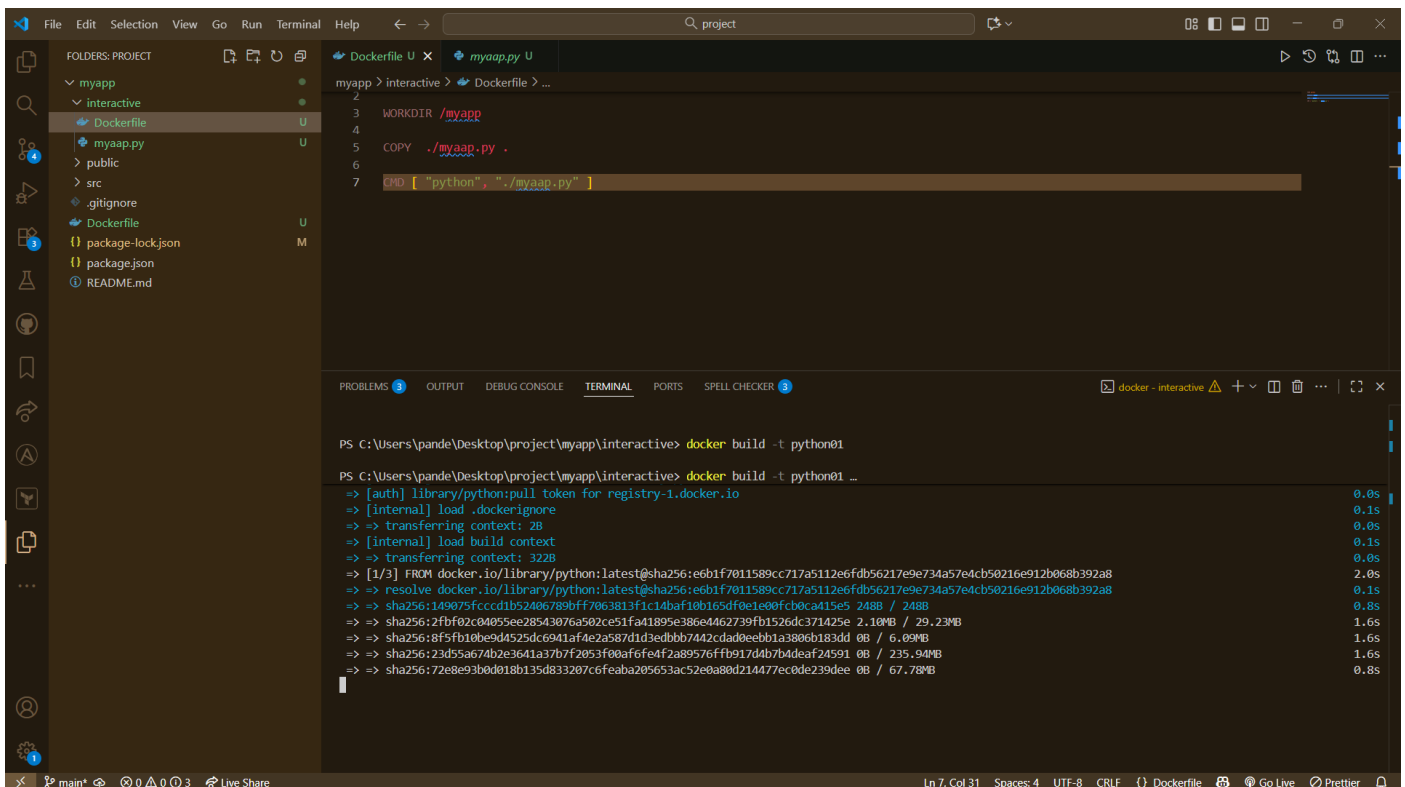 File Edit Selection View Go Run Terminal Help
project
FOLDERS: PROJECT
myapp
interactive
Dockerfile U
myaap.py U
public
src
.gitignore
Dockerfile U
package-lock.json M
package.json
README.md
4
3
1
Dockerfile U
myaap.py U
myapp > interactive > Dockerfile > ...
2
3 WORKDIR /myapp
4
5 COPY ./myaap.py .
6
7 CMD [ "python", "./myaap.py" ]
PROBLEMS 3 OUTPUT DEBUG CONSOLE TERMINAL PORTS SPELL CHECKER 3
docker - interactive
PS C:\Users\pande\Desktop\project\myapp\interactive> docker build -t python01
PS C:\Users\pande\Desktop\project\myapp\interactive> docker build -t python01 …
=> [auth] library/python:pull token for registry-1.docker.io 0.0s
=> [internal] load .dockerignore 0.1s
=> => transferring context: 2B 0.0s
=> [internal] load build context 0.1s
=> => transferring context: 322B 0.0s
=> [1/3] FROM docker.io/library/python:latest@sha256:e6b1f7011589cc717a5112e6fdb56217e9e734a57e4cb50216e912b068b392a8 2.0s
=> => resolve docker.io/library/python:latest@sha256:e6b1f7011589cc717a5112e6fdb56217e9e734a57e4cb50216e912b068b392a8 0.1s
=> => sha256:149075fcccd1b52406789bff7063813f1c14baf10b165df0e1e00fcb0ca415e5 248B / 248B 0.8s
=> => sha256:2fbf02c04055ee28543076a502ce51fa41895e386e4462739fb1526dc371425e 2.10MB / 29.23MB 1.6s
=> => sha256:8f5fb10be9d4525dc6941af4e2a587d1d3edbbb7442cdad0eebb1a3806b183dd 0B / 6.09MB 1.6s
=> => sha256:23d55a674b2e3641a37b7f2053f00af6fe4f2a89576ffb917d4b7b4deaf24591 0B / 235.94MB 1.6s
=> => sha256:72e8e93b0d018b135d833207c6feaba205653ac52e0a80d214477ec0de239dee 0B / 67.78MB 0.8s
main* 0 0 3 Live Share
Ln 7, Col 31 Spaces: 4 UTF-8 CRLF {} Dockerfile Go Live Prettier